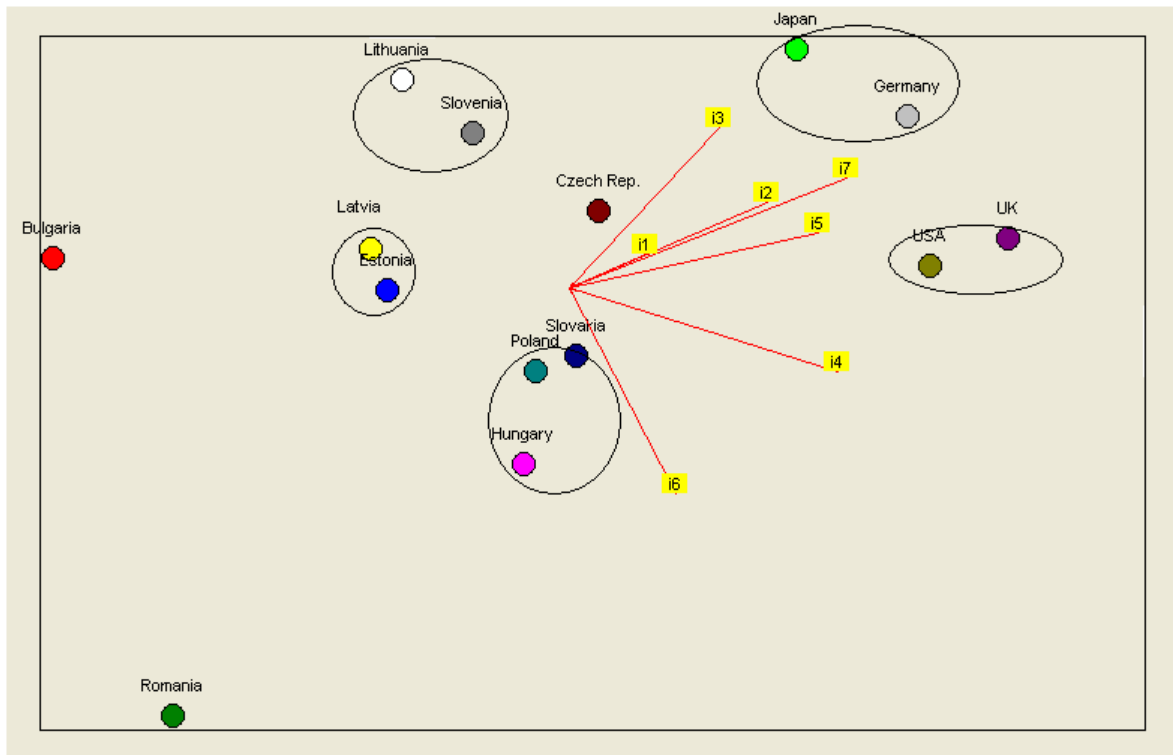 Japan
Lithuania
Germany
Slovenia
i3
i7
Czech Rep.
i2
Latvia
UK
Bulgaria
i5
USA
i1
Estonia
Slovakia
Poland
i4
Hungary
i6
Romania